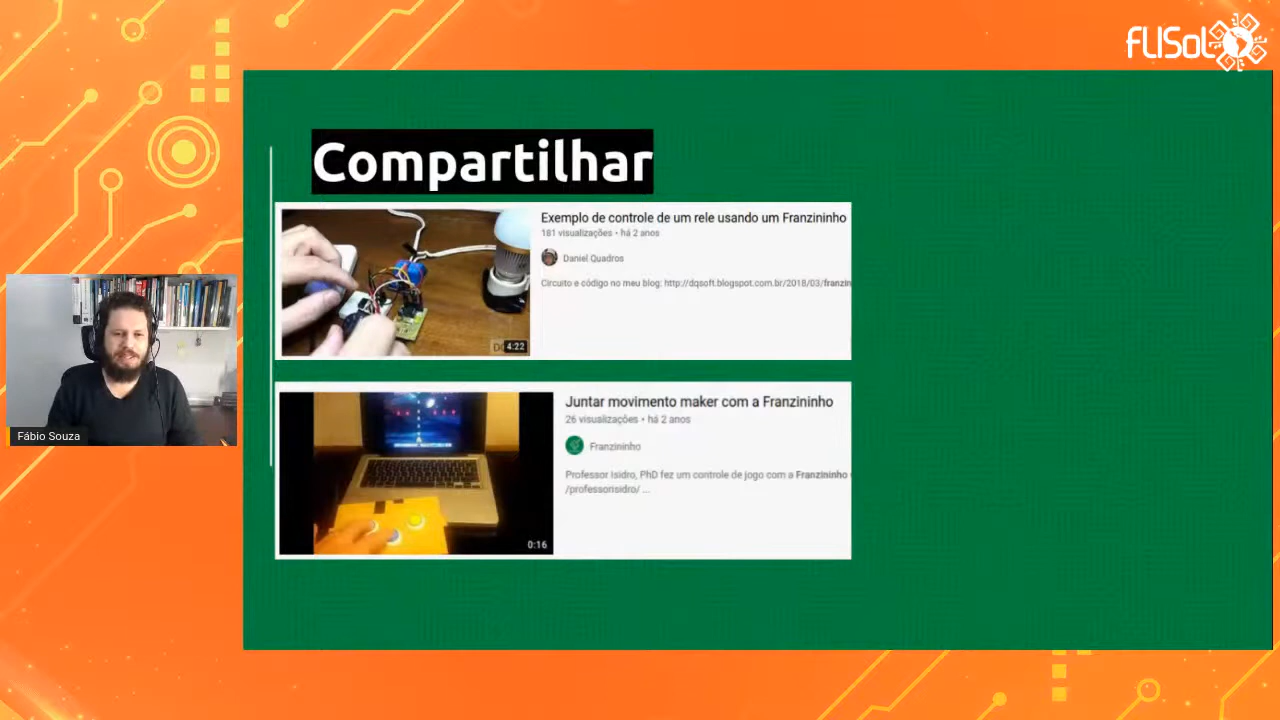 FLISol
Compartilhar
Exemplo de controle de um rele usando um Franzininho
181 visualizações • há 2 anos
Daniel Quadros
Circuito e código no meu blog: http://dqsoft.blogspot.com.br/2018/03/franzin
4:22
Juntar movimento maker com a Franzininho
26 visualizações • há 2 anos
Franzininho
Professor Isidro, PhD fez um controle de jogo com a Franzininho
/professorisidro/ ...
0:16
Fábio Souza